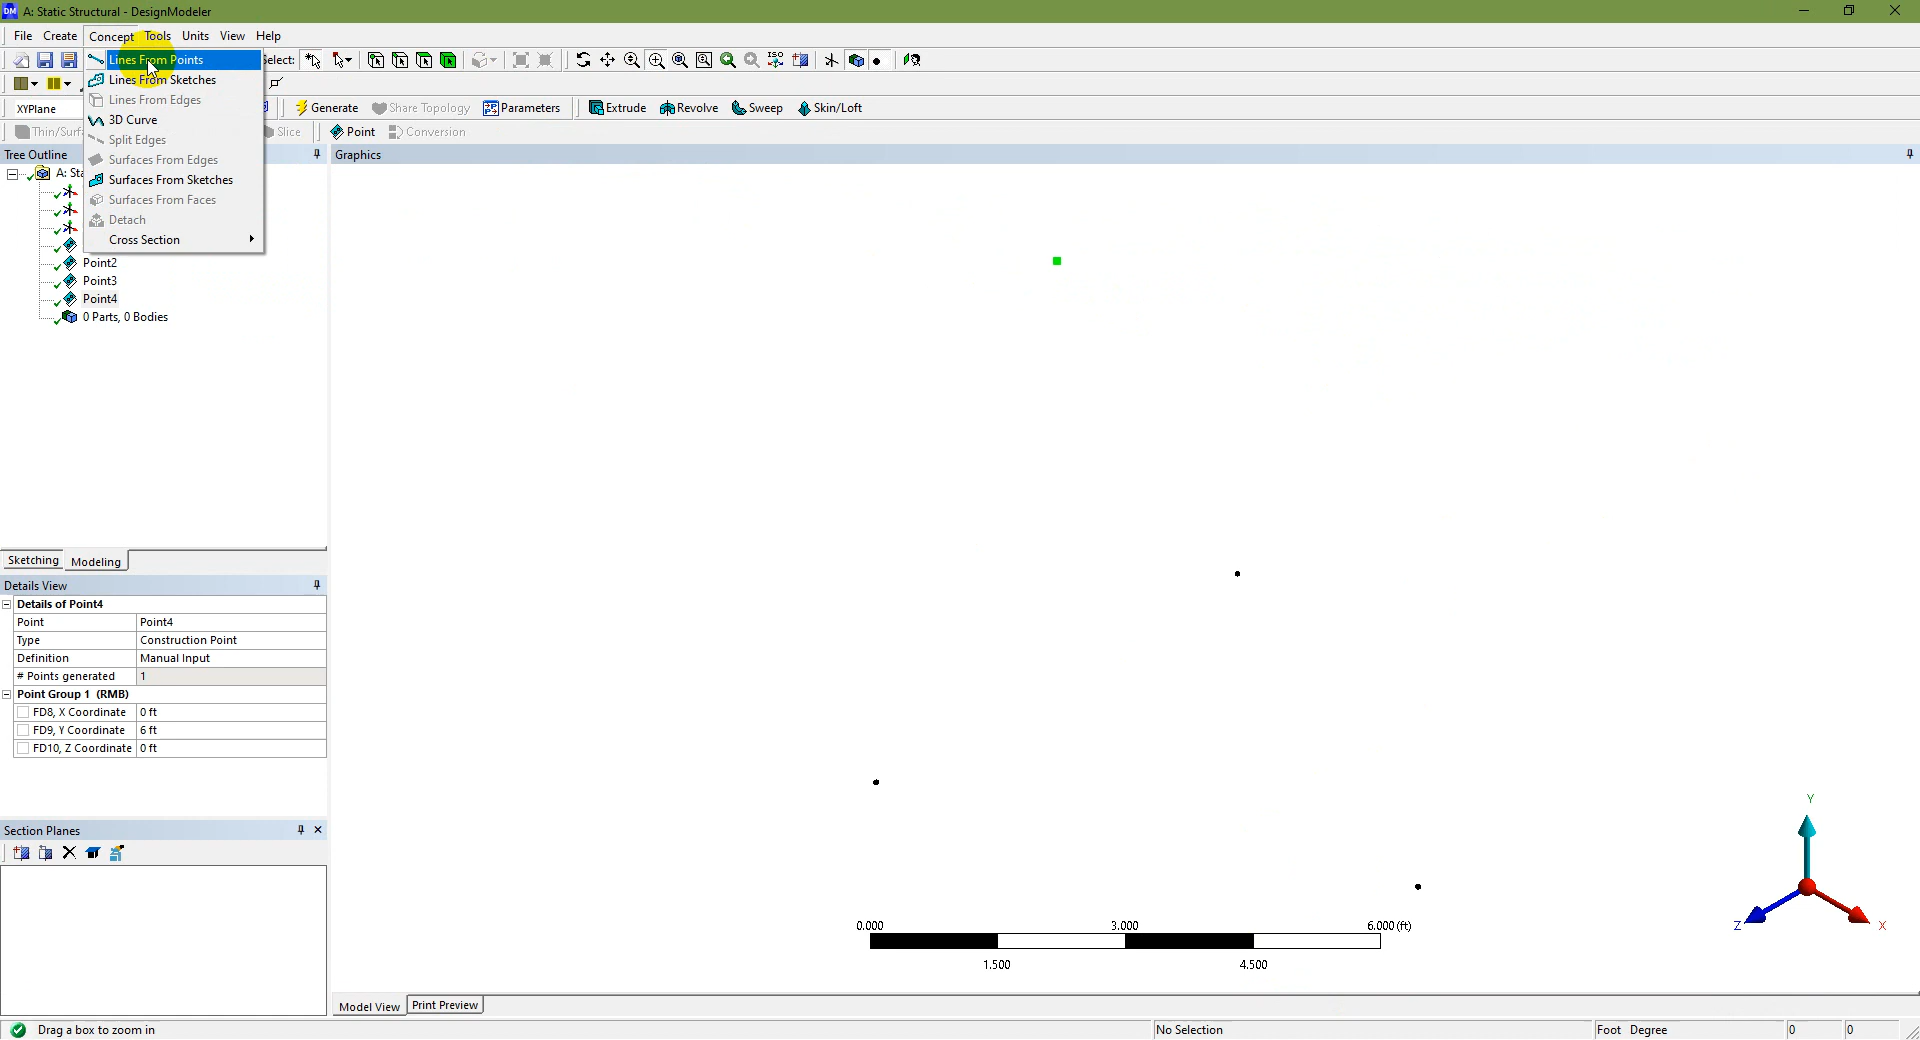 A: Static Structural - DesignModeler
File Create Concept Tools Units View Help
Lines From Points
Select:
Lines From Sketches
Lines From Edges
XYPlane
Generate Share Topology Parameters Extrude Revolve Sweep Skin/Loft
3D Curve
Thin/Surfa
Slice Point Conversion
Split Edges
Tree Outline
Graphics
Surfaces From Edges
A: Sta
Surfaces From Sketches
Surfaces From Faces
Detach
Cross Section
Point2
Point3
Point4
0 Parts, 0 Bodies
Sketching Modeling
Details View
Details of Point4
Point Point4
Type Construction Point
Definition Manual Input
# Points generated 1
Point Group 1 (RMB)
FD8, X Coordinate 0 ft
FD9, Y Coordinate 6 ft
FD10, Z Coordinate 0 ft
Section Planes
Y
Z
X
0.000 3.000 6.000 (ft)
1.500 4.500
Model View Print Preview
Drag a box to zoom in No Selection Foot Degree 0 0